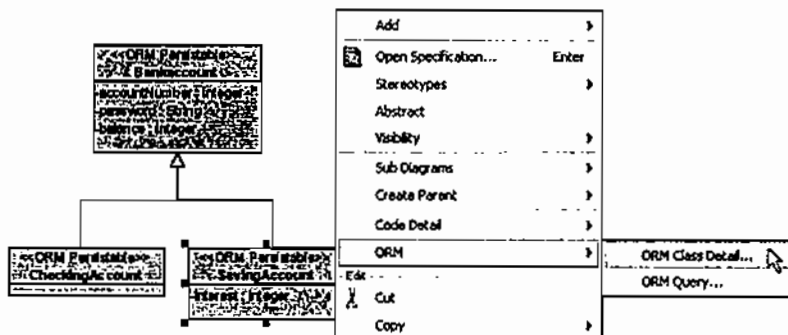 <<ORM Persistable>>
Bankaccount
accountNumber : Integer
password : String
balance : Integer
<<ORM Persistable>>
CheckingAccount
<<ORM Persistable>>
SavingAccount
interest : Integer
Add
Open Specification... Enter
Stereotypes
Abstract
Visibility
Sub Diagrams
Create Parent
Code Detail
ORM
ORM Class Detail...
ORM Query...
Edit
Cut
Copy